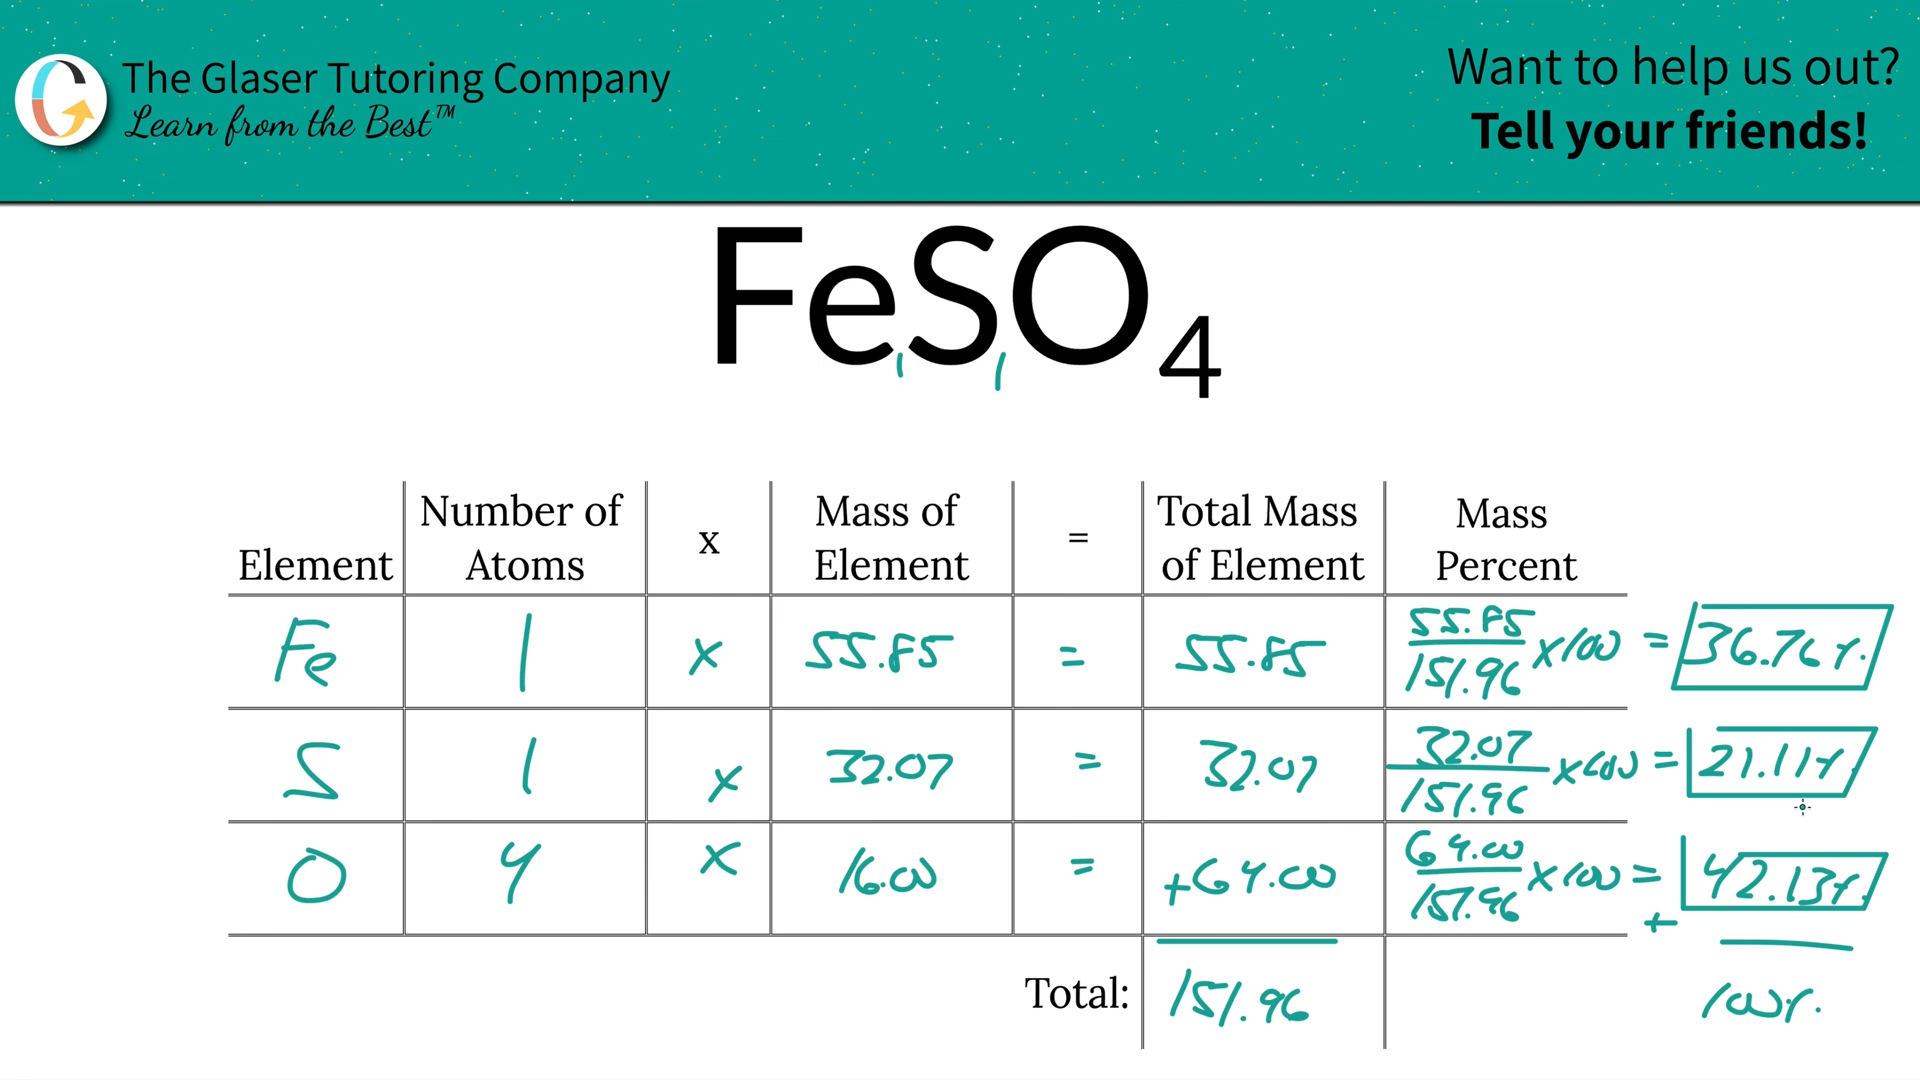 The Glaser Tutoring Company
Learn from the Best™
Want to help us out?
Tell your friends!
FeSO₄
1 1
Element Number of Atoms x Mass of Element = Total Mass of Element Mass Percent
Fe 1 x 55.85 = 55.85 55.85/151.96 x100 = 36.76%
S 1 x 32.07 = 32.07 32.07/151.96 x100 = 21.11%
O 4 x 16.00 = +64.00 64.00/151.96 x100 = 42.13%
+
Total: 151.96 100%